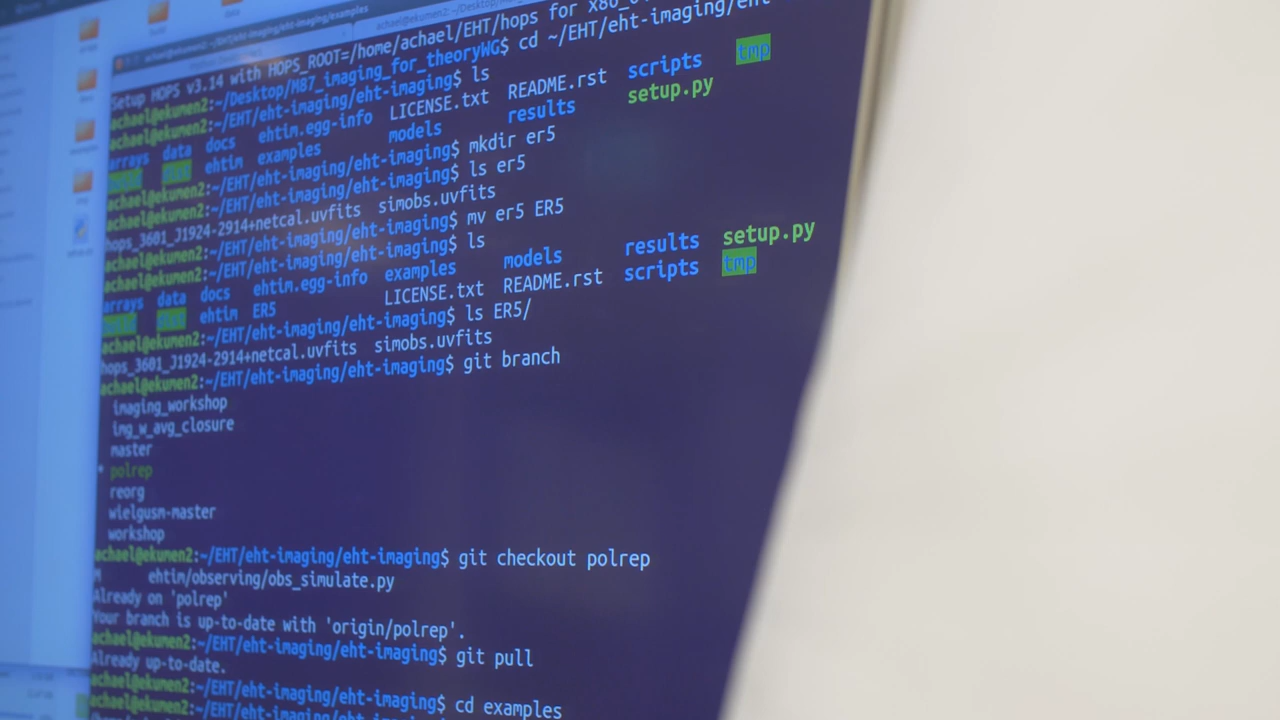 Setup HOPS v3.14 with HOPS_ROOT=/home/achael/EHT/hops for
achael@ekumen2:~/Desktop/M87_imaging_for_theoryWG$ cd ~/EHT/eht-imaging/eht
achael@ekumen2:~/EHT/eht-imaging/eht-imaging$ ls
arrays data docs ehtim.egg-info LICENSE.txt README.rst scripts tmp
ehtim examples models results setup.py
achael@ekumen2:~/EHT/eht-imaging/eht-imaging$ mkdir er5
achael@ekumen2:~/EHT/eht-imaging/eht-imaging$ ls er5
hops_3601_J1924-2914+netcal.uvfits simobs.uvfits
achael@ekumen2:~/EHT/eht-imaging/eht-imaging$ mv er5 ER5
achael@ekumen2:~/EHT/eht-imaging/eht-imaging$ ls
arrays data docs ehtim.egg-info examples models results setup.py
ehtim ER5 LICENSE.txt README.rst scripts tmp
achael@ekumen2:~/EHT/eht-imaging/eht-imaging$ ls ER5/
hops_3601_J1924-2914+netcal.uvfits simobs.uvfits
achael@ekumen2:~/EHT/eht-imaging/eht-imaging$ git branch
imaging_workshop
img_w_avg_closure
master
* polrep
reorg
wielgusm-master
workshop
achael@ekumen2:~/EHT/eht-imaging/eht-imaging$ git checkout polrep
M ehtim/observing/obs_simulate.py
Already on 'polrep'
Your branch is up-to-date with 'origin/polrep'.
achael@ekumen2:~/EHT/eht-imaging/eht-imaging$ git pull
Already up-to-date.
achael@ekumen2:~/EHT/eht-imaging/eht-imaging$ cd examples